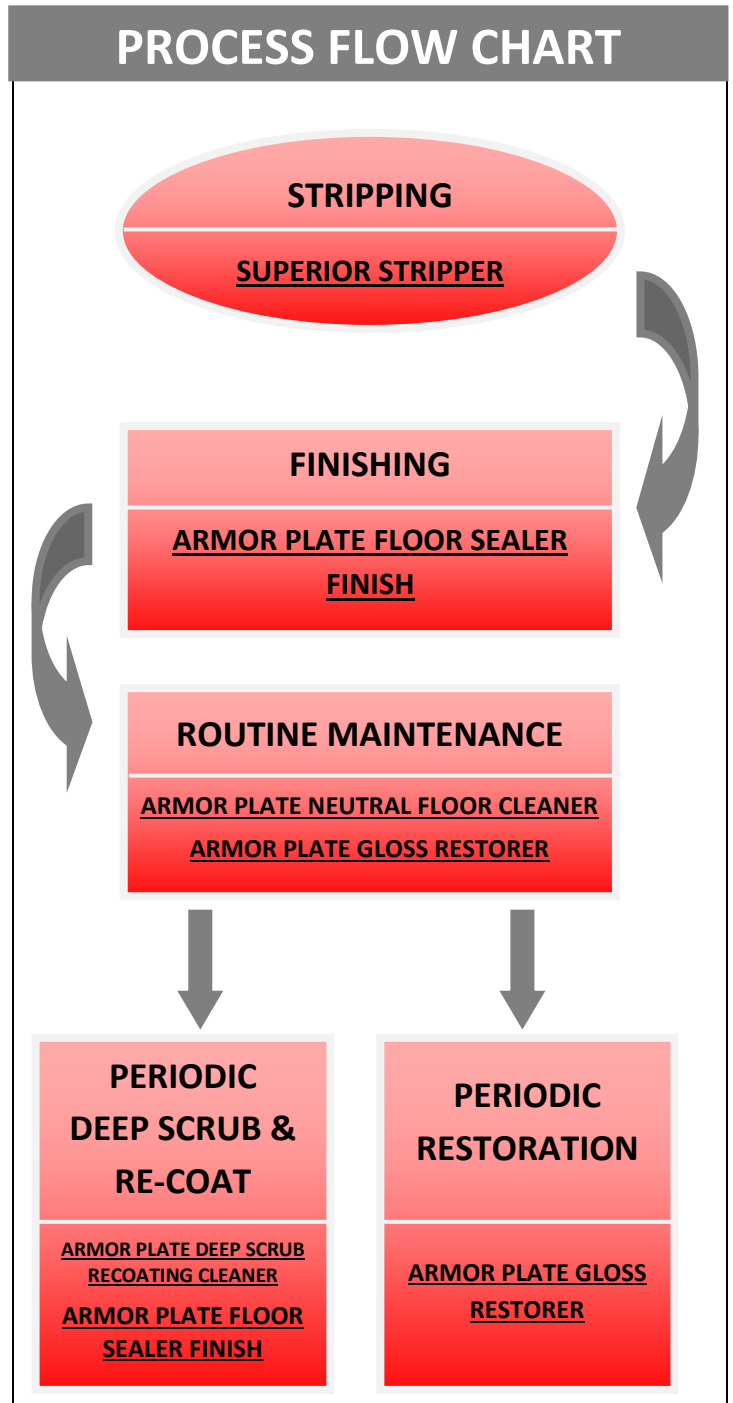 PROCESS FLOW CHART
STRIPPING
SUPERIOR STRIPPER
FINISHING
ARMOR PLATE FLOOR SEALER
FINISH
ROUTINE MAINTENANCE
ARMOR PLATE NEUTRAL FLOOR CLEANER
ARMOR PLATE GLOSS RESTORER
PERIODIC
DEEP SCRUB &
RE-COAT
ARMOR PLATE DEEP SCRUB
RECOATING CLEANER
ARMOR PLATE FLOOR
SEALER FINISH
PERIODIC
RESTORATION
ARMOR PLATE GLOSS
RESTORER